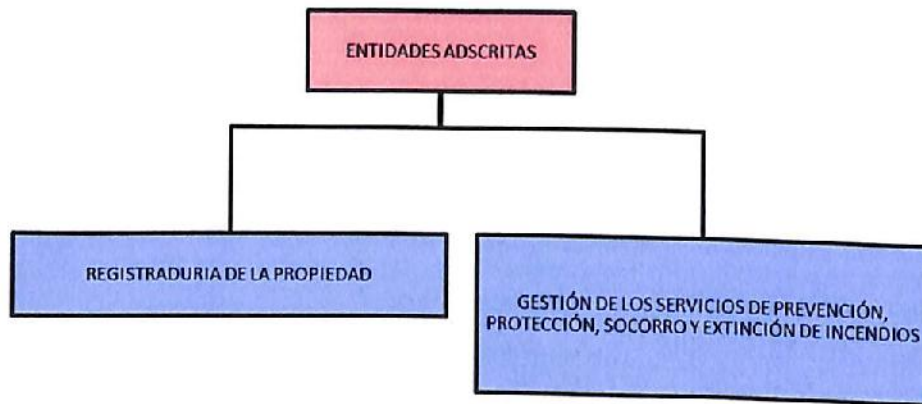 ENTIDADES ADSCRITAS
REGISTRADURIA DE LA PROPIEDAD
GESTIÓN DE LOS SERVICIOS DE PREVENCIÓN,
PROTECCIÓN, SOCORRO Y EXTINCIÓN DE INCENDIOS